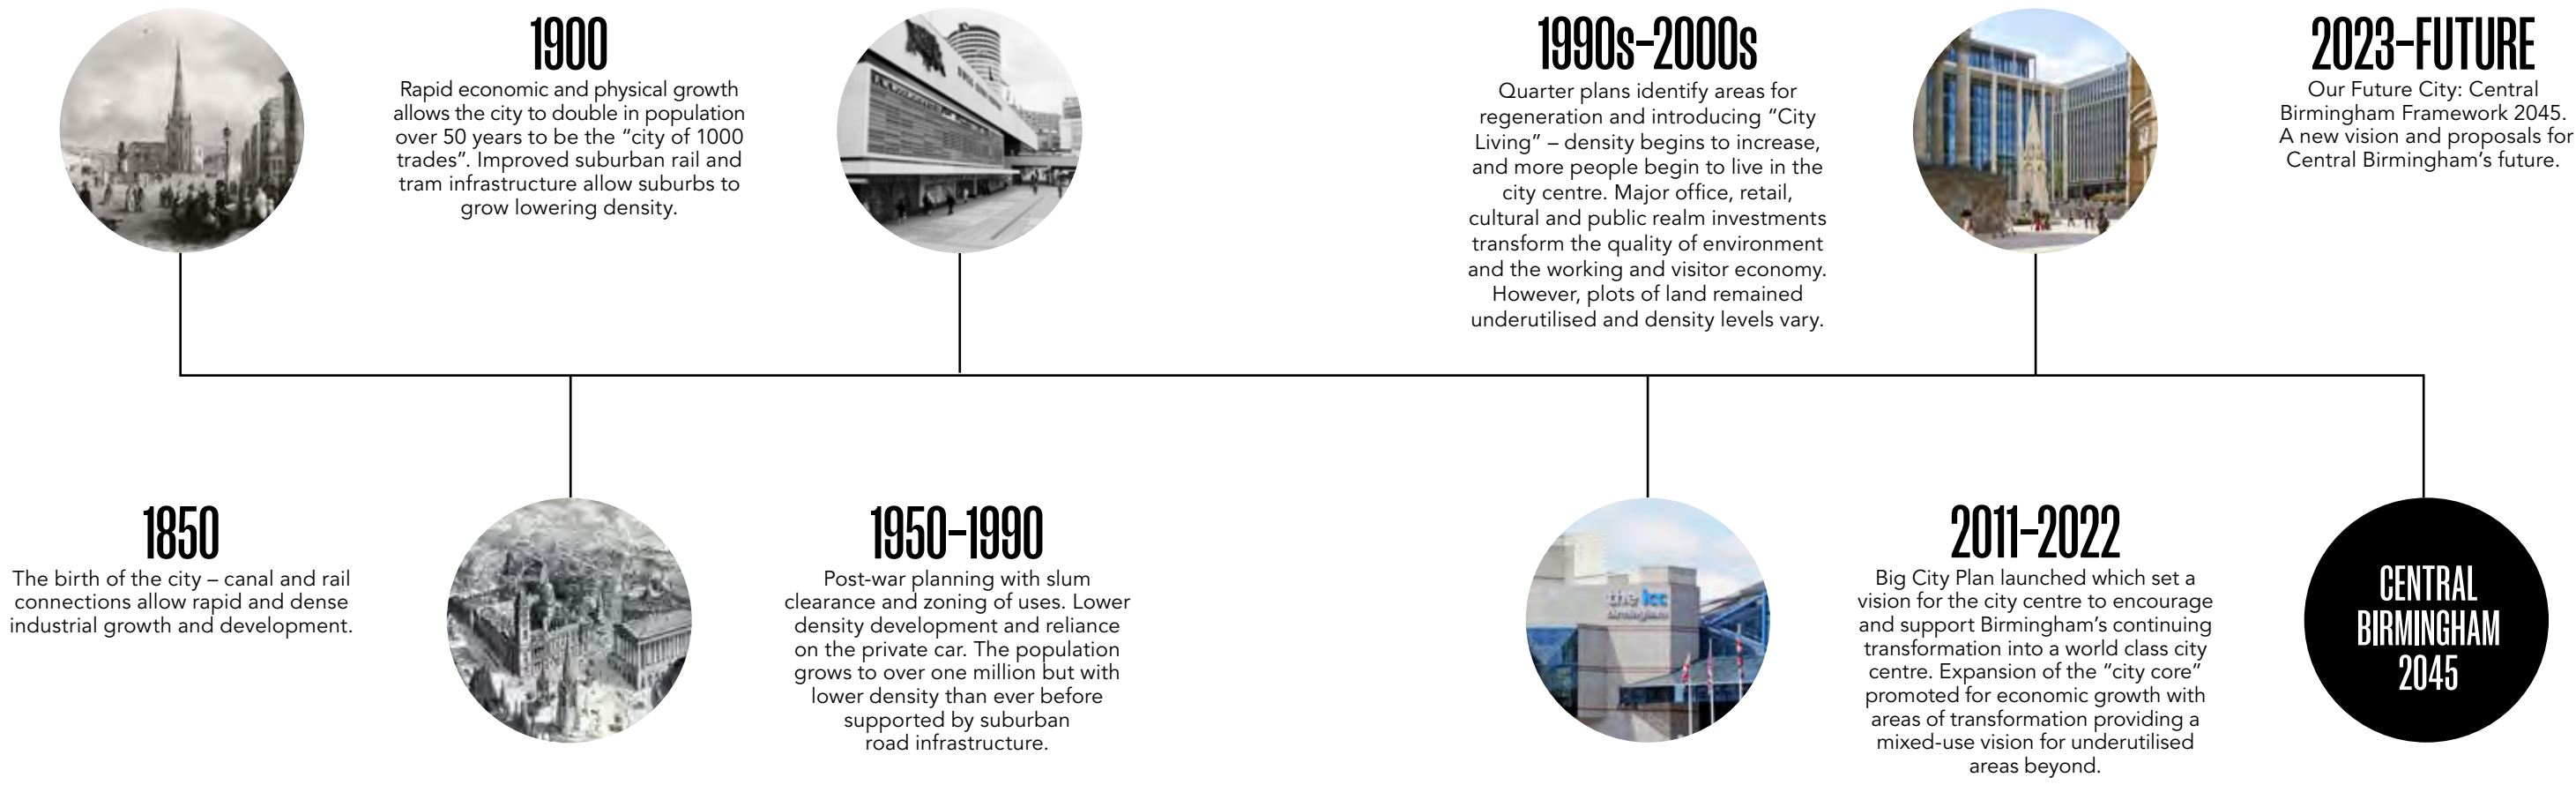 1850
The birth of the city – canal and rail
connections allow rapid and dense
industrial growth and development.
1900
Rapid economic and physical growth
allows the city to double in population
over 50 years to be the “city of 1000
trades”. Improved suburban rail and
tram infrastructure allow suburbs to
grow lowering density.
1950–1990
Post-war planning with slum
clearance and zoning of uses. Lower
density development and reliance
on the private car. The population
grows to over one million but with
lower density than ever before
supported by suburban
road infrastructure.
1990s–2000s
Quarter plans identify areas for
regeneration and introducing “City
Living” – density begins to increase,
and more people begin to live in the
city centre. Major office, retail,
cultural and public realm investments
transform the quality of environment
and the working and visitor economy.
However, plots of land remained
underutilised and density levels vary.
the icc
birmingham
2011–2022
Big City Plan launched which set a
vision for the city centre to encourage
and support Birmingham’s continuing
transformation into a world class city
centre. Expansion of the “city core”
promoted for economic growth with
areas of transformation providing a
mixed-use vision for underutilised
areas beyond.
2023–FUTURE
Our Future City: Central
Birmingham Framework 2045.
A new vision and proposals for
Central Birmingham’s future.
CENTRAL
BIRMINGHAM
2045